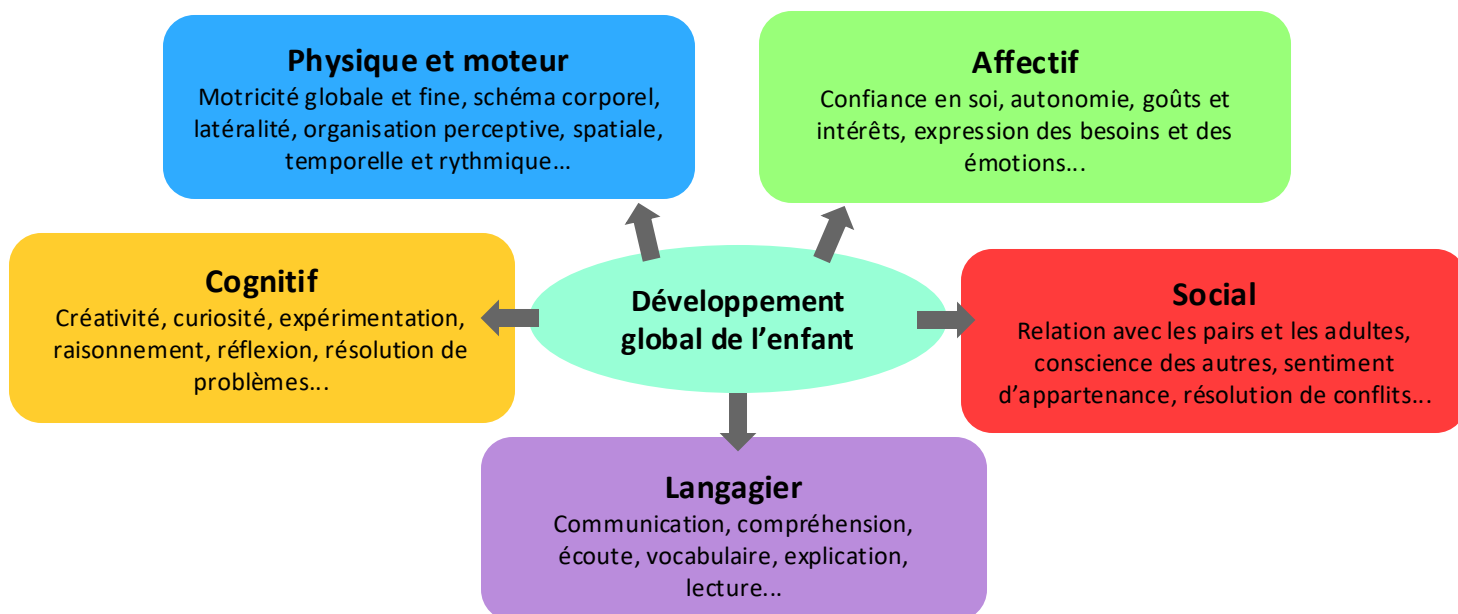 Physique et moteur
Motricité globale et fine, schéma corporel,
latéralité, organisation perceptive, spatiale,
temporelle et rythmique...
Affectif
Confiance en soi, autonomie, goûts et
intérêts, expression des besoins et des
émotions...
Cognitif
Créativité, curiosité, expérimentation,
raisonnement, réflexion, résolution de
problèmes...
Développement
global de l’enfant
Social
Relation avec les pairs et les adultes,
conscience des autres, sentiment
d’appartenance, résolution de conflits...
Langagier
Communication, compréhension,
écoute, vocabulaire, explication,
lecture...